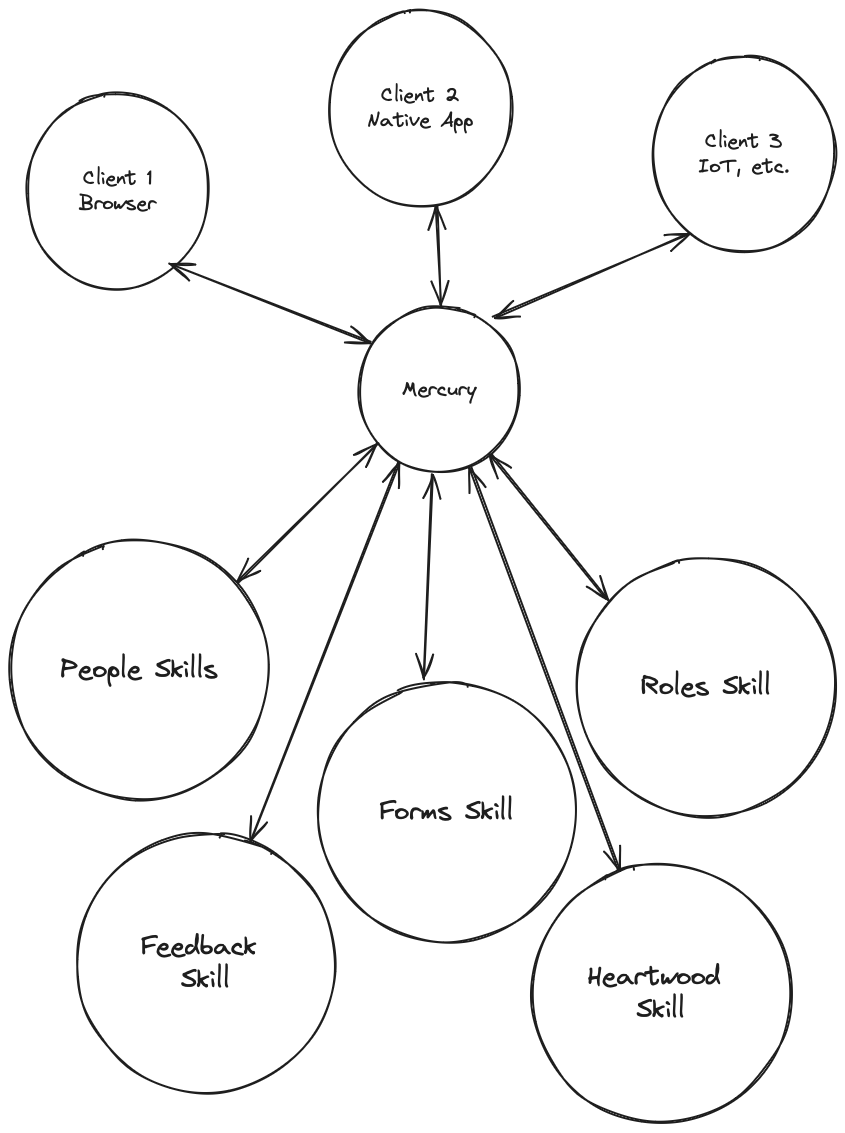 Client 2
Native App
Client 3
IoT, etc.
Client 1
Browser
Mercury
People Skills
Roles Skill
Forms Skill
Feedback
Skill
Heartwood
Skill